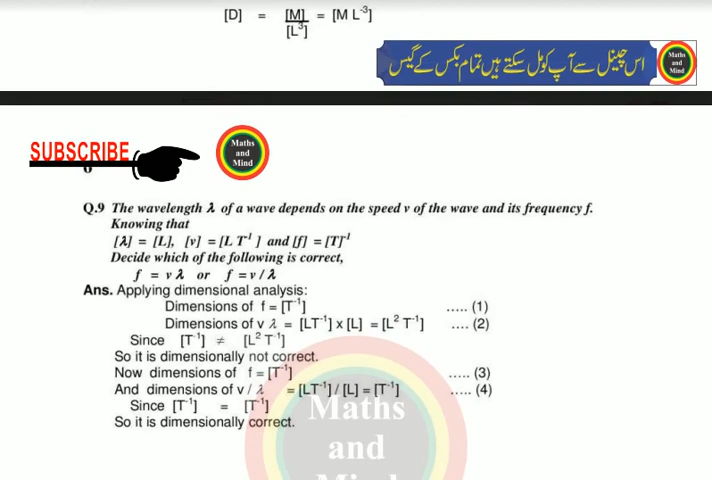 [D] = [M] = [M L⁻³]
[L³]
اس چینل سے آپ کو مل سکتے ہیں تمام بکس کے گیس
Maths
and
Mind
SUBSCRIBE
Maths
and
Mind
Q.9 The wavelength λ of a wave depends on the speed v of the wave and its frequency f.
Knowing that
[λ] = [L], [v] = [L T⁻¹ ] and [f] = [T]⁻¹
Decide which of the following is correct,
f = v λ or f = v / λ
Ans. Applying dimensional analysis:
Dimensions of f = [T⁻¹] ..... (1)
Dimensions of v λ = [LT⁻¹] x [L] = [L² T⁻¹] .... (2)
Since [T⁻¹] ≠ [L² T⁻¹]
So it is dimensionally not correct.
Now dimensions of f = [T⁻¹] ..... (3)
And dimensions of v / λ = [LT⁻¹] / [L] = [T⁻¹] ..... (4)
Since [T⁻¹] = [T⁻¹]
So it is dimensionally correct.
Maths
and
Mind